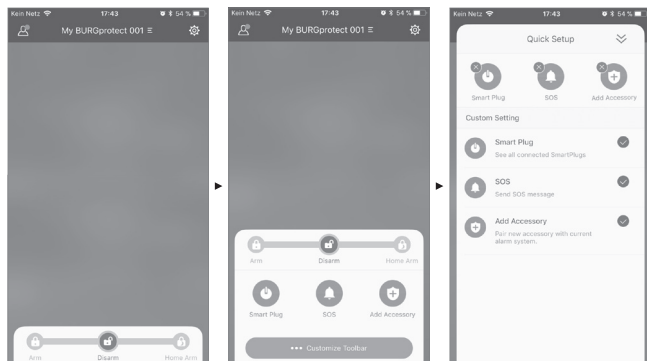 Kein Netz 17:43 54 %
My BURGprotect 001
Arm Disarm Home Arm
Kein Netz 17:43 54 %
My BURGprotect 001
Arm Disarm Home Arm
Smart Plug SOS Add Accessory
••• Customize Toolbar
Kein Netz 17:43 54 %
Quick Setup
Smart Plug SOS Add Accessory
Custom Setting
Smart Plug
See all connected SmartPlugs
SOS
Send SOS message
Add Accessory
Pair new accessory with current
alarm system.